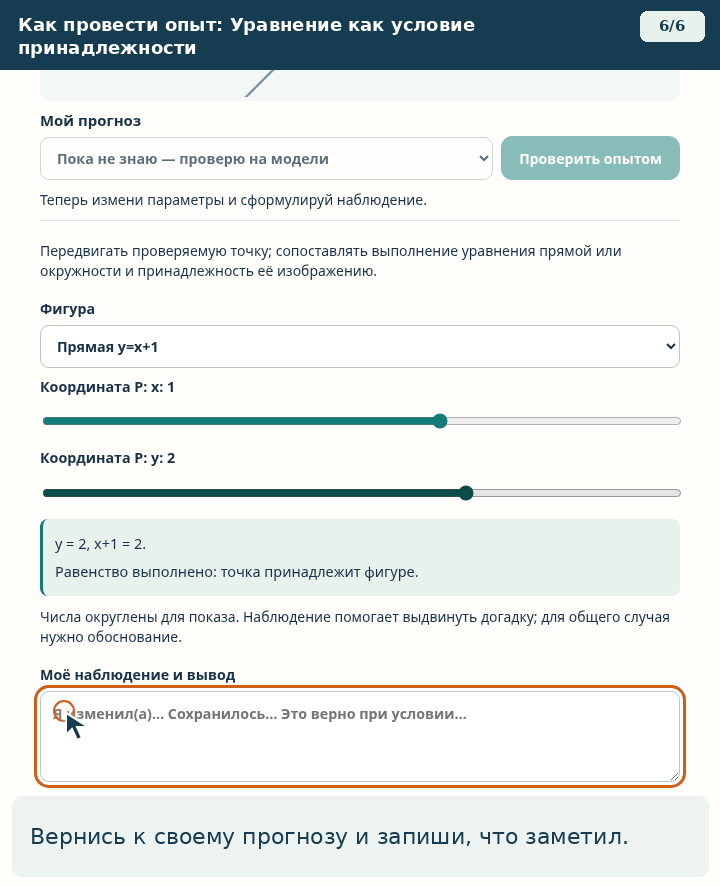 Как провести опыт: Уравнение как условие
принадлежности
6/6
Мой прогноз
Пока не знаю — проверю на модели
Проверить опытом
Теперь измени параметры и сформулируй наблюдение.
Передвигать проверяемую точку; сопоставлять выполнение уравнения прямой или
окружности и принадлежность её изображению.
Фигура
Прямая y=x+1
Координата P: x: 1
Координата P: y: 2
y = 2, x+1 = 2.
Равенство выполнено: точка принадлежит фигуре.
Числа округлены для показа. Наблюдение помогает выдвинуть догадку; для общего случая
нужно обоснование.
Моё наблюдение и вывод
Я изменил(а)... Сохранилось... Это верно при условии...
Вернись к своему прогнозу и запиши, что заметил.